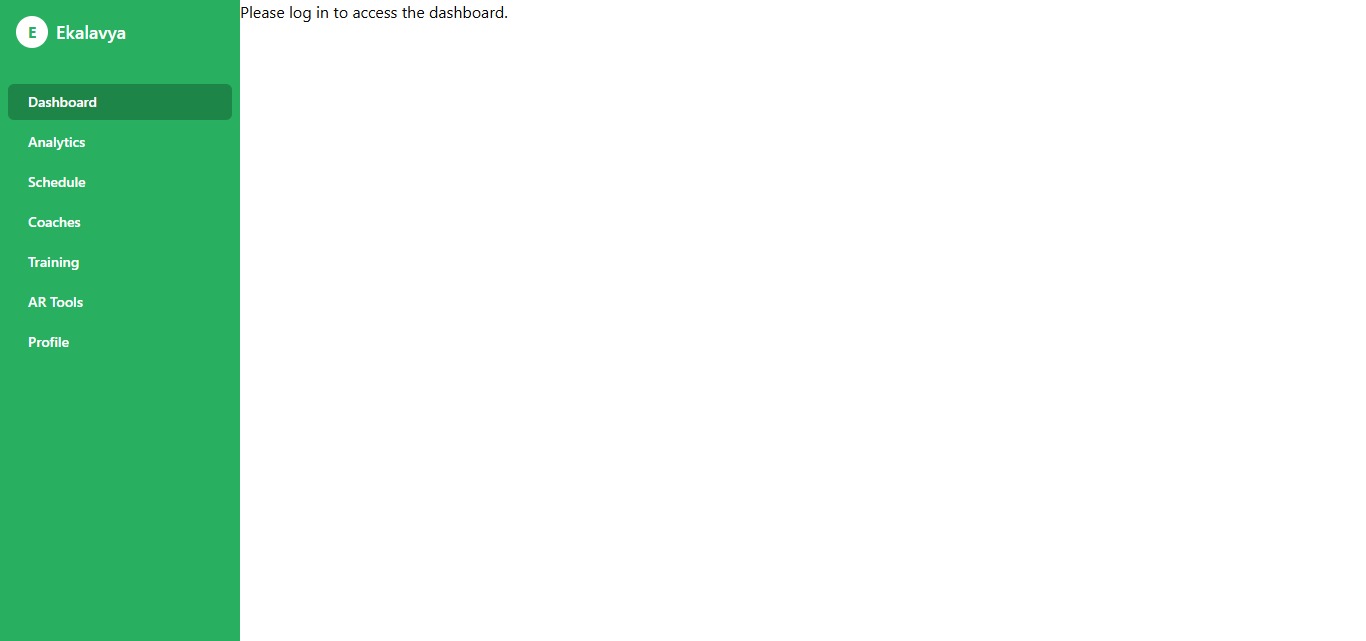 E Ekalavya
Please log in to access the dashboard.
Dashboard
Analytics
Schedule
Coaches
Training
AR Tools
Profile